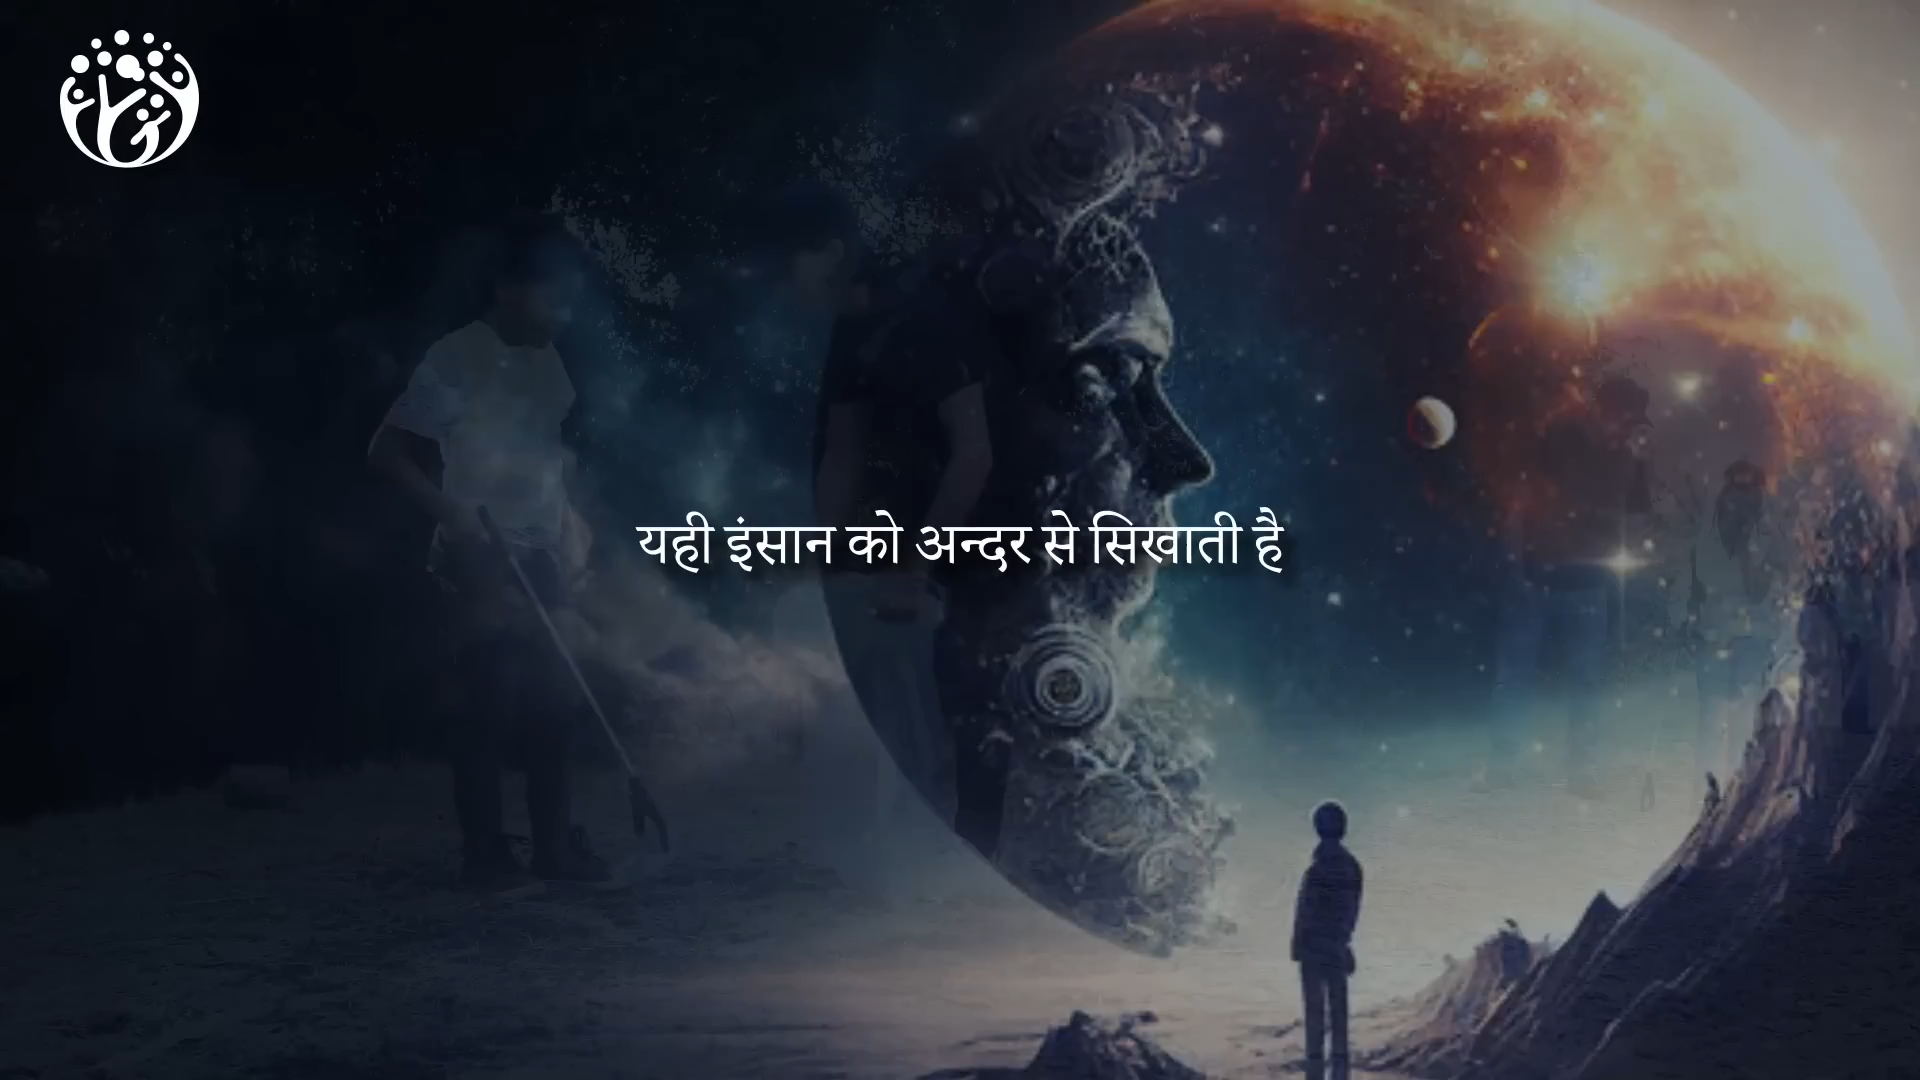 यही इंसान को अन्दर से सिखाती है